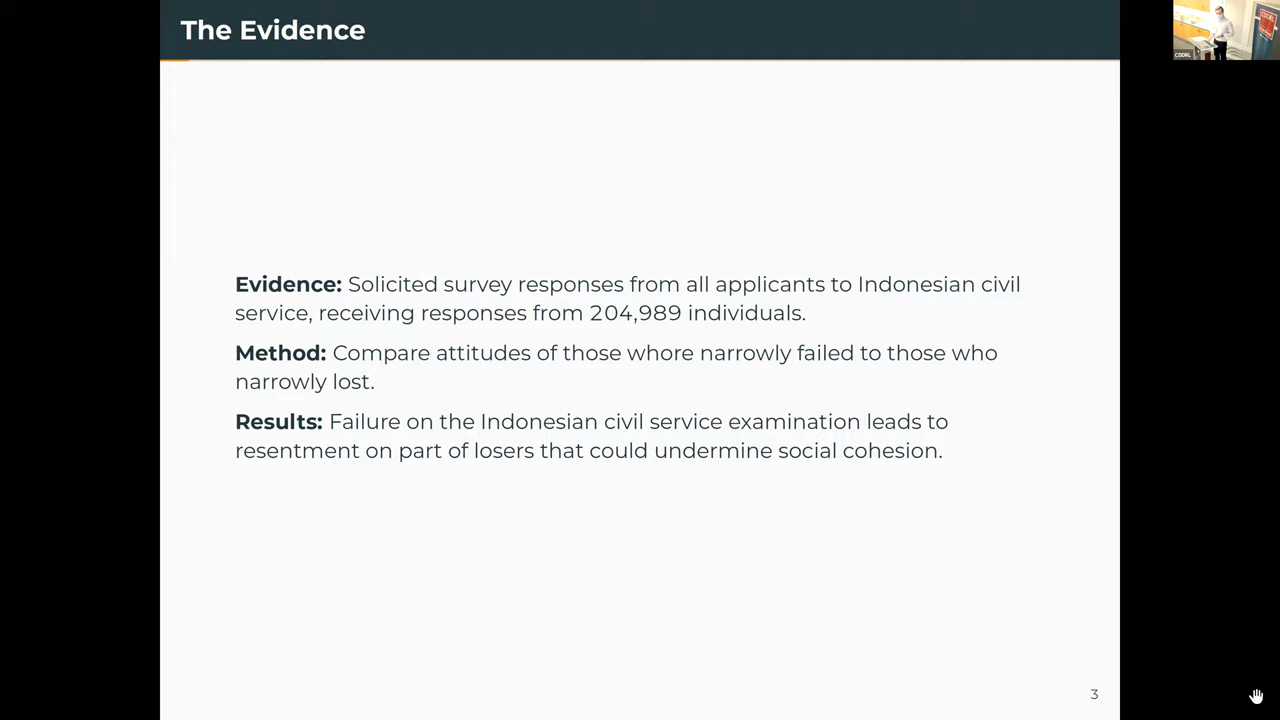 The Evidence
CDDRL
Evidence: Solicited survey responses from all applicants to Indonesian civil
service, receiving responses from 204,989 individuals.
Method: Compare attitudes of those whore narrowly failed to those who
narrowly lost.
Results: Failure on the Indonesian civil service examination leads to
resentment on part of losers that could undermine social cohesion.
3